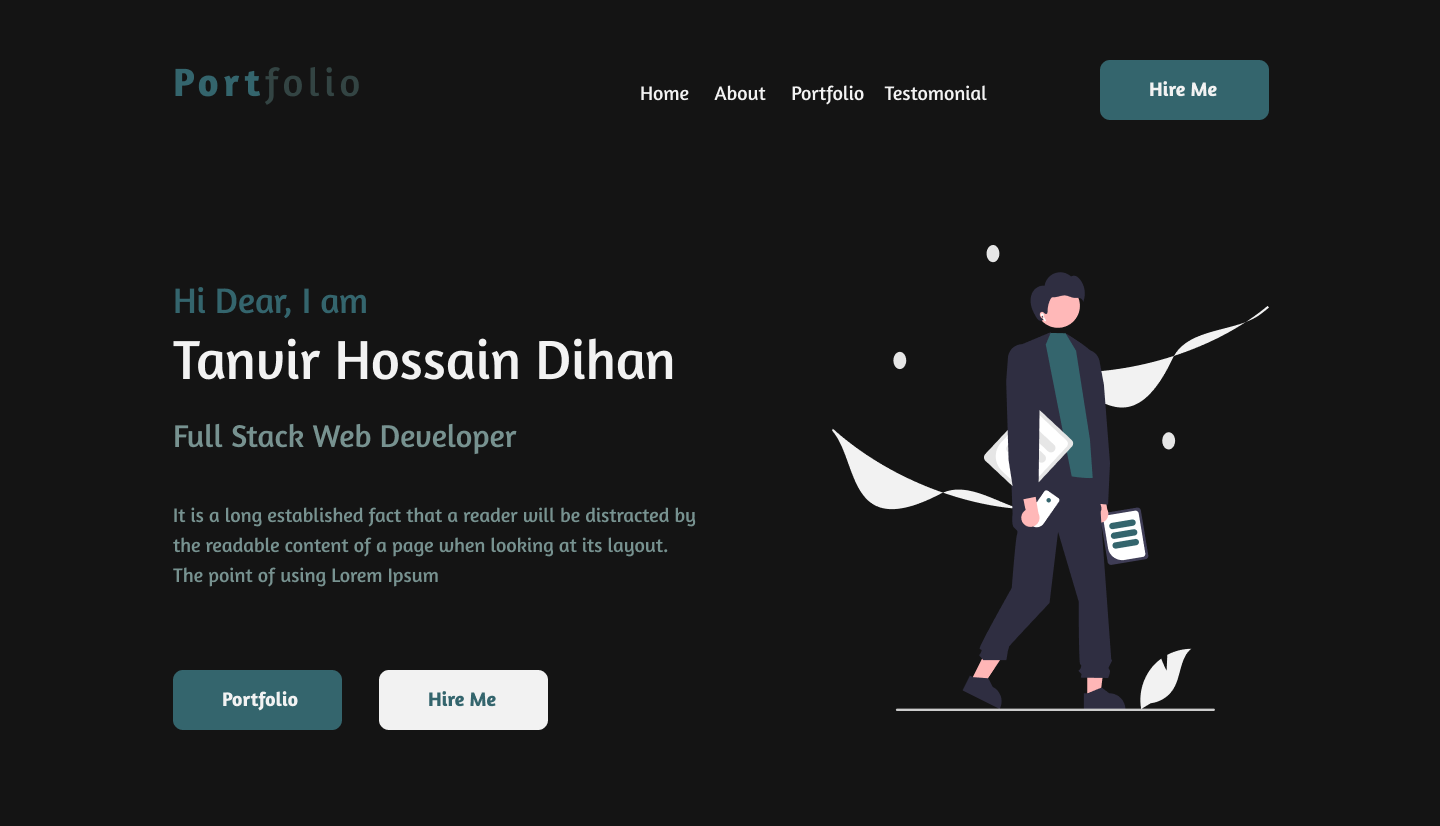 Portfolio
Home About Portfolio Testomonial
Hire Me
Hi Dear, I am
Tanvir Hossain Dihan
Full Stack Web Developer
It is a long established fact that a reader will be distracted by
the readable content of a page when looking at its layout.
The point of using Lorem Ipsum
Portfolio
Hire Me